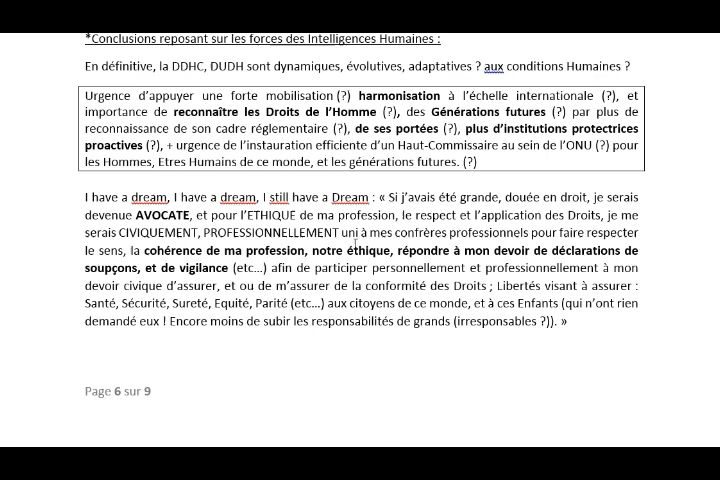 *Conclusions reposant sur les forces des Intelligences Humaines :
En définitive, la DDHC, DUDH sont dynamiques, évolutives, adaptatives ? aux conditions Humaines ?
Urgence d’appuyer une forte mobilisation (?) harmonisation à l’échelle internationale (?), et
importance de reconnaître les Droits de l’Homme (?), des Générations futures (?) par plus de
reconnaissance de son cadre réglementaire (?), de ses portées (?), plus d’institutions protectrices
proactives (?), + urgence de l’instauration efficiente d’un Haut-Commissaire au sein de l’ONU (?) pour
les Hommes, Etres Humains de ce monde, et les générations futures. (?)
I have a dream, I have a dream, I still have a Dream : « Si j’avais été grande, douée en droit, je serais
devenue AVOCATE, et pour l’ETHIQUE de ma profession, le respect et l’application des Droits, je me
serais CIVIQUEMENT, PROFESSIONNELLEMENT uni à mes confrères professionnels pour faire respecter
le sens, la cohérence de ma profession, notre éthique, répondre à mon devoir de déclarations de
soupçons, et de vigilance (etc…) afin de participer personnellement et professionnellement à mon
devoir civique d’assurer, et ou de m’assurer de la conformité des Droits ; Libertés visant à assurer :
Santé, Sécurité, Sureté, Equité, Parité (etc…) aux citoyens de ce monde, et à ces Enfants (qui n’ont rien
demandé eux ! Encore moins de subir les responsabilités de grands (irresponsables ?)). »
Page 6 sur 9